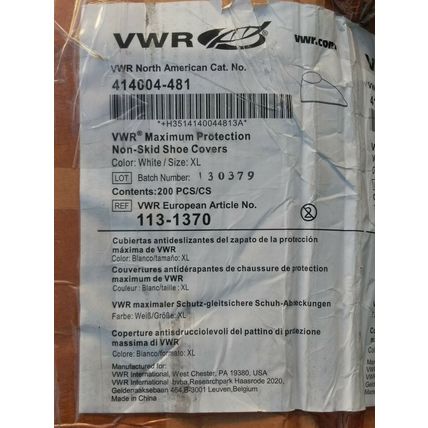 VWR
vwr.com
VWR North American Cat. No.
414004-481
*+H3514140044813A*
VWR® Maximum Protection
Non-Skid Shoe Covers
Color: White / Size: XL
LOT Batch Number: 130379
Contents: 200 PCS/CS
REF VWR European Article No.
113-1370
2
Cubiertas antideslizantes del zapato de la protección
máxima de VWR
Color: Blanco/tamaño: XL
Couveriures antidérapantes de chaussure de protection
maximum de VWR
Couleur : Blanc/taille : XL
VWR maximaler Schutz-gleitsichere Schuh-Abdeckungen
Farbe: Weiß/Größe: XL
Coperture antisdrucciolevoli del pattino di protezione
massima di VWR
Colore: Bianco/formato: XL
Manufactured for:
VWR International, West Chester, PA 19380, USA
VWR International bvba, Researchpark Haasrode 2020,
Geldenaaksebaan 464, B-3001 Leuven, Belgium
Made in China